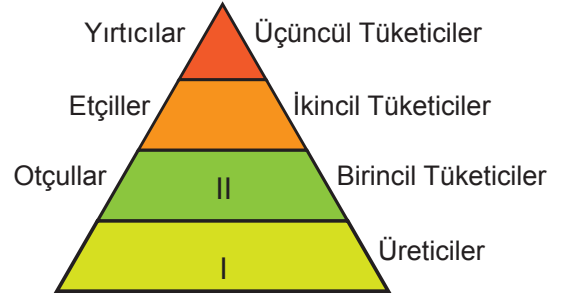 Yırtıcılar Üçüncül Tüketiciler
Etçiller İkincil Tüketiciler
Otçullar II Birincil Tüketiciler
I Üreticiler